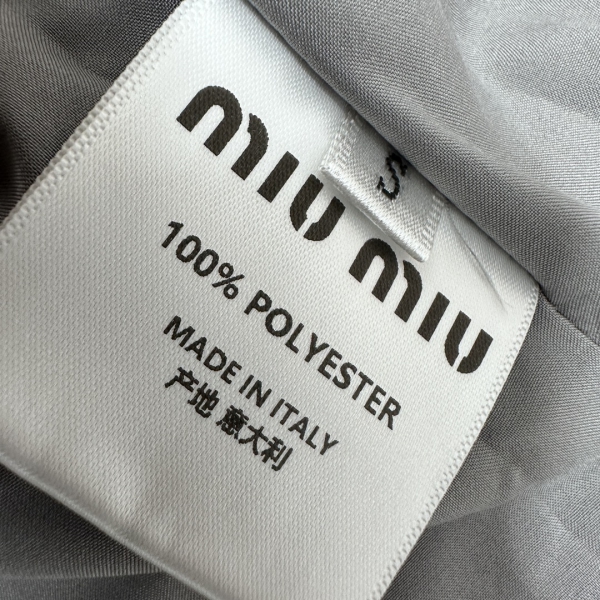 miu miu
S
100% POLYESTER
MADE IN ITALY
产地 意大利